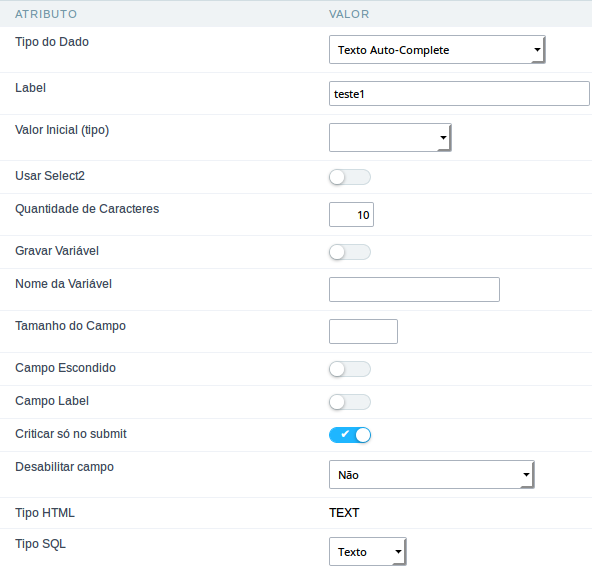 ATRIBUTO VALOR
Tipo do Dado Texto Auto-Complete
Label teste1
Valor Inicial (tipo)
Usar Select2
Quantidade de Caracteres 10
Gravar Variável
Nome da Variável
Tamanho do Campo
Campo Escondido
Campo Label
Criticar só no submit
Desabilitar campo Não
Tipo HTML TEXT
Tipo SQL Texto